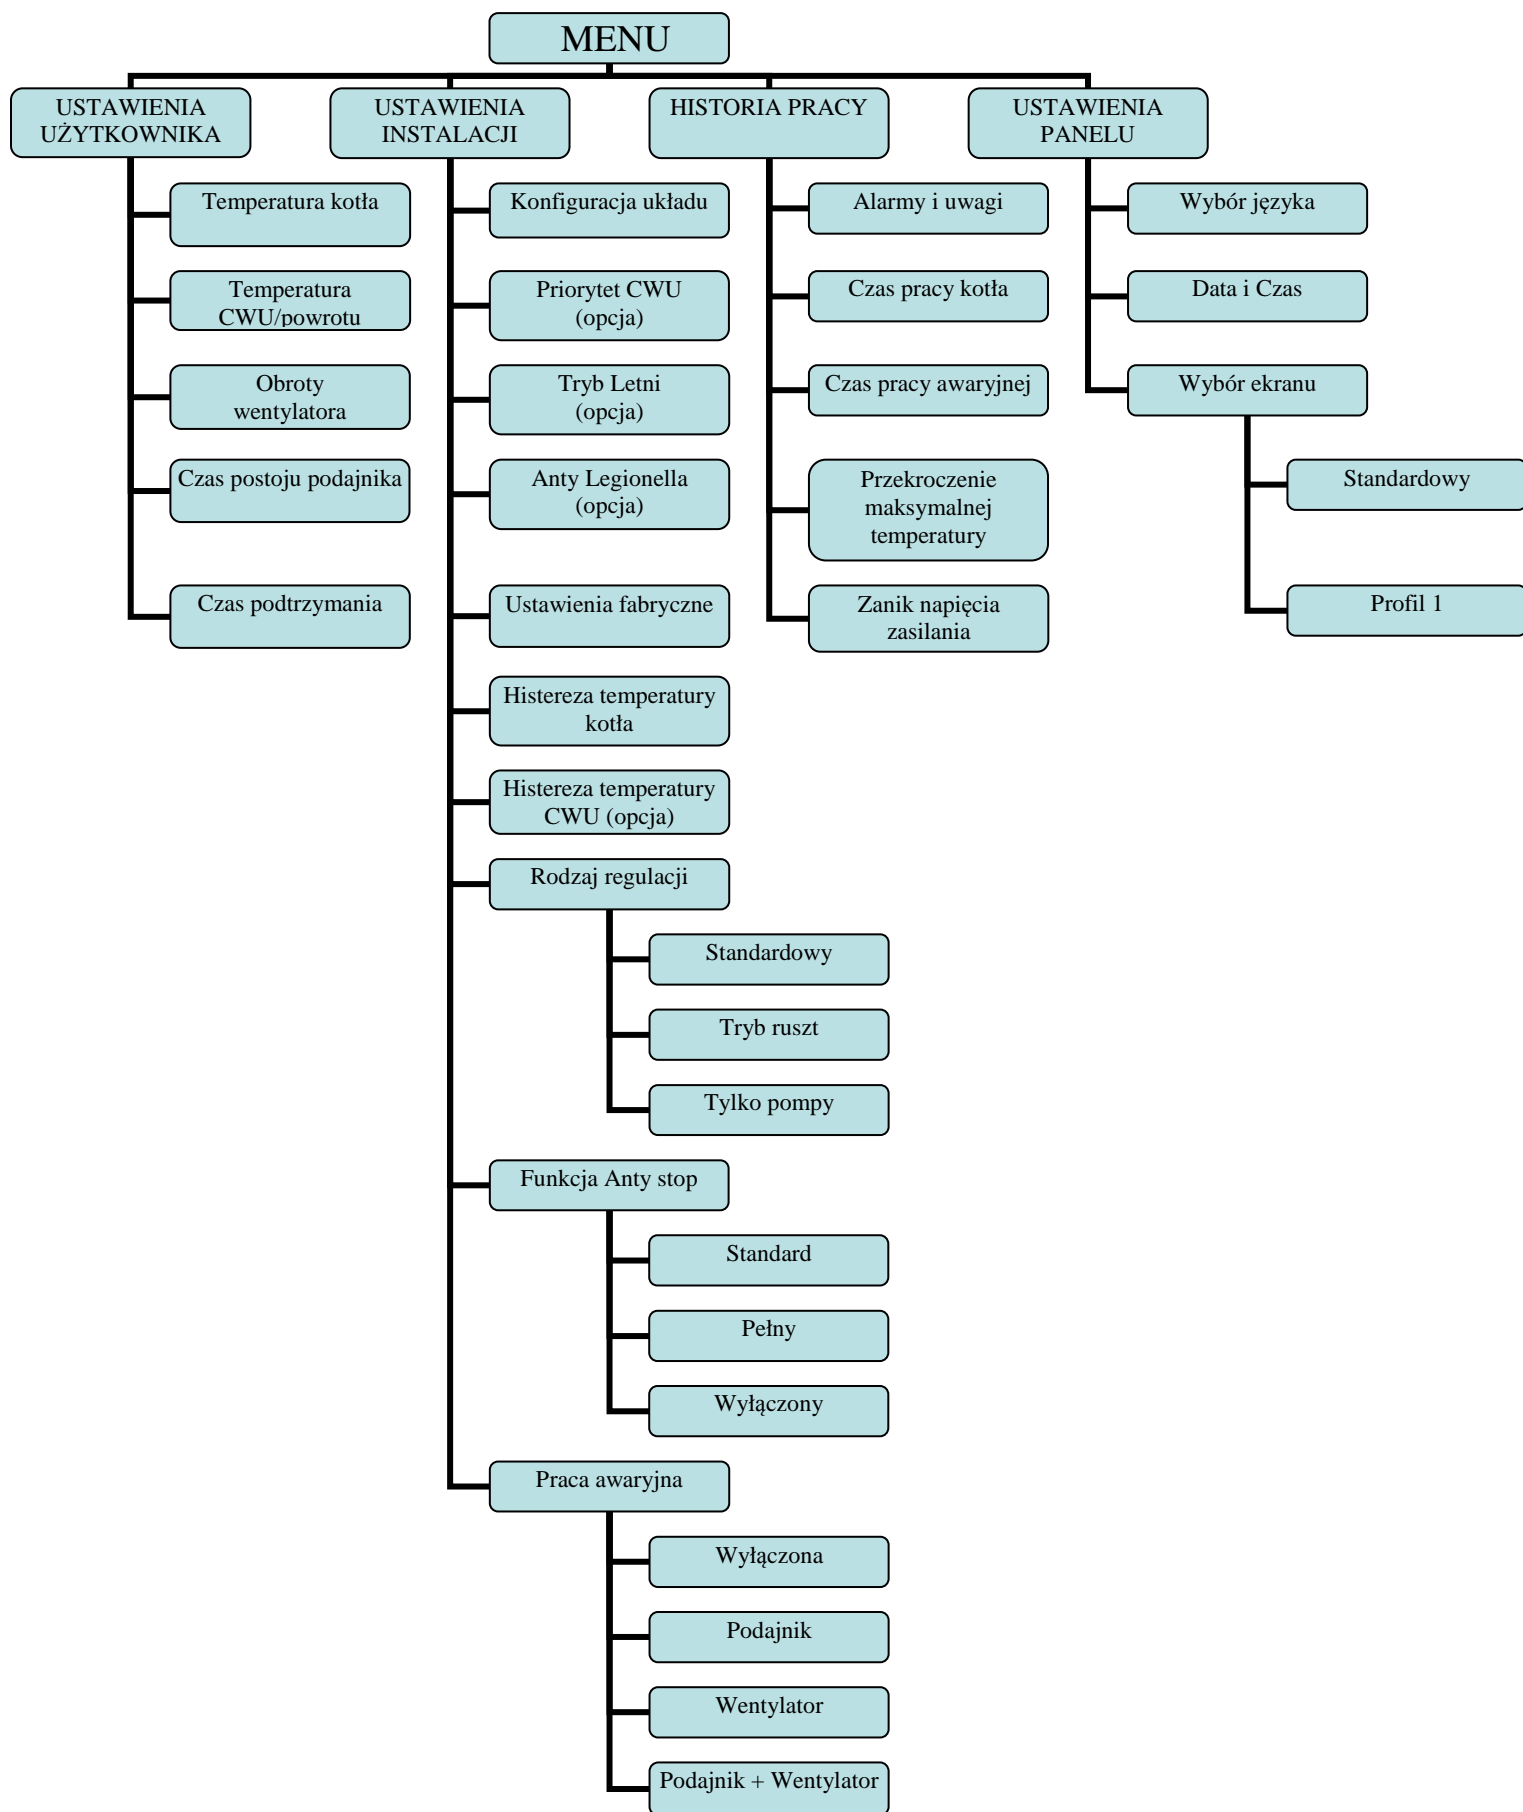 MENU
USTAWIENIA
UŻYTKOWNIKA
Temperatura kotła
Temperatura
CWU/powrotu
Obroty
wentylatora
Czas postoju podajnika
Czas podtrzymania
USTAWIENIA
INSTALACJI
Konfiguracja układu
Priorytet CWU
(opcja)
Tryb Letni
(opcja)
Anty Legionella
(opcja)
Ustawienia fabryczne
Histereza temperatury
kotła
Histereza temperatury
CWU (opcja)
Rodzaj regulacji
Standardowy
Tryb ruszt
Tylko pompy
Funkcja Anty stop
Standard
Pełny
Wyłączony
Praca awaryjna
Wyłączona
Podajnik
Wentylator
Podajnik + Wentylator
HISTORIA PRACY
Alarmy i uwagi
Czas pracy kotła
Czas pracy awaryjnej
Przekroczenie
maksymalnej
temperatury
Zanik napięcia
zasilania
USTAWIENIA
PANELU
Wybór języka
Data i Czas
Wybór ekranu
Standardowy
Profil 1